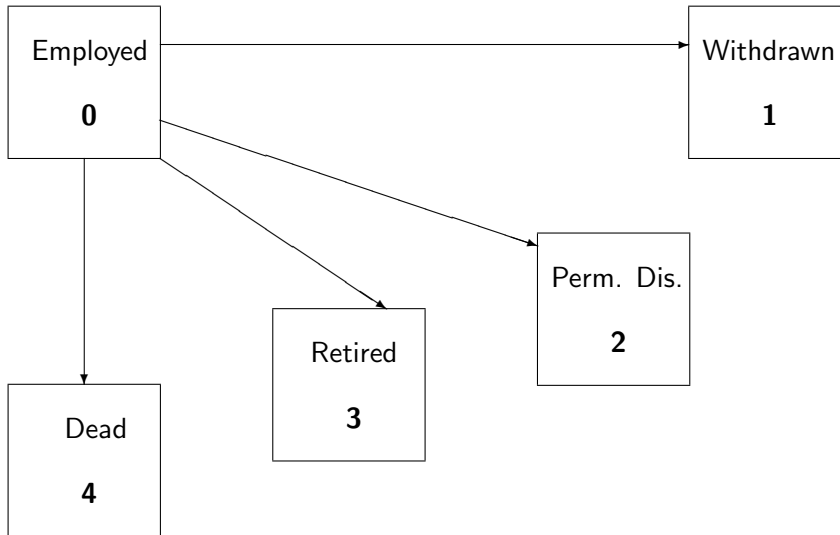 Employed
0
Withdrawn
1
Perm. Dis.
2
Retired
3
Dead
4